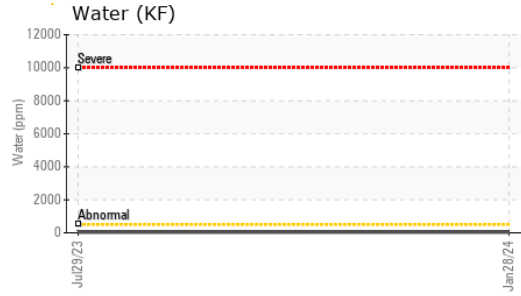 Water (KF)
12000
Severe
10000
8000
6000
4000
2000
Abnormal
0
Water (ppm)
Jul29/23
Jan28/24